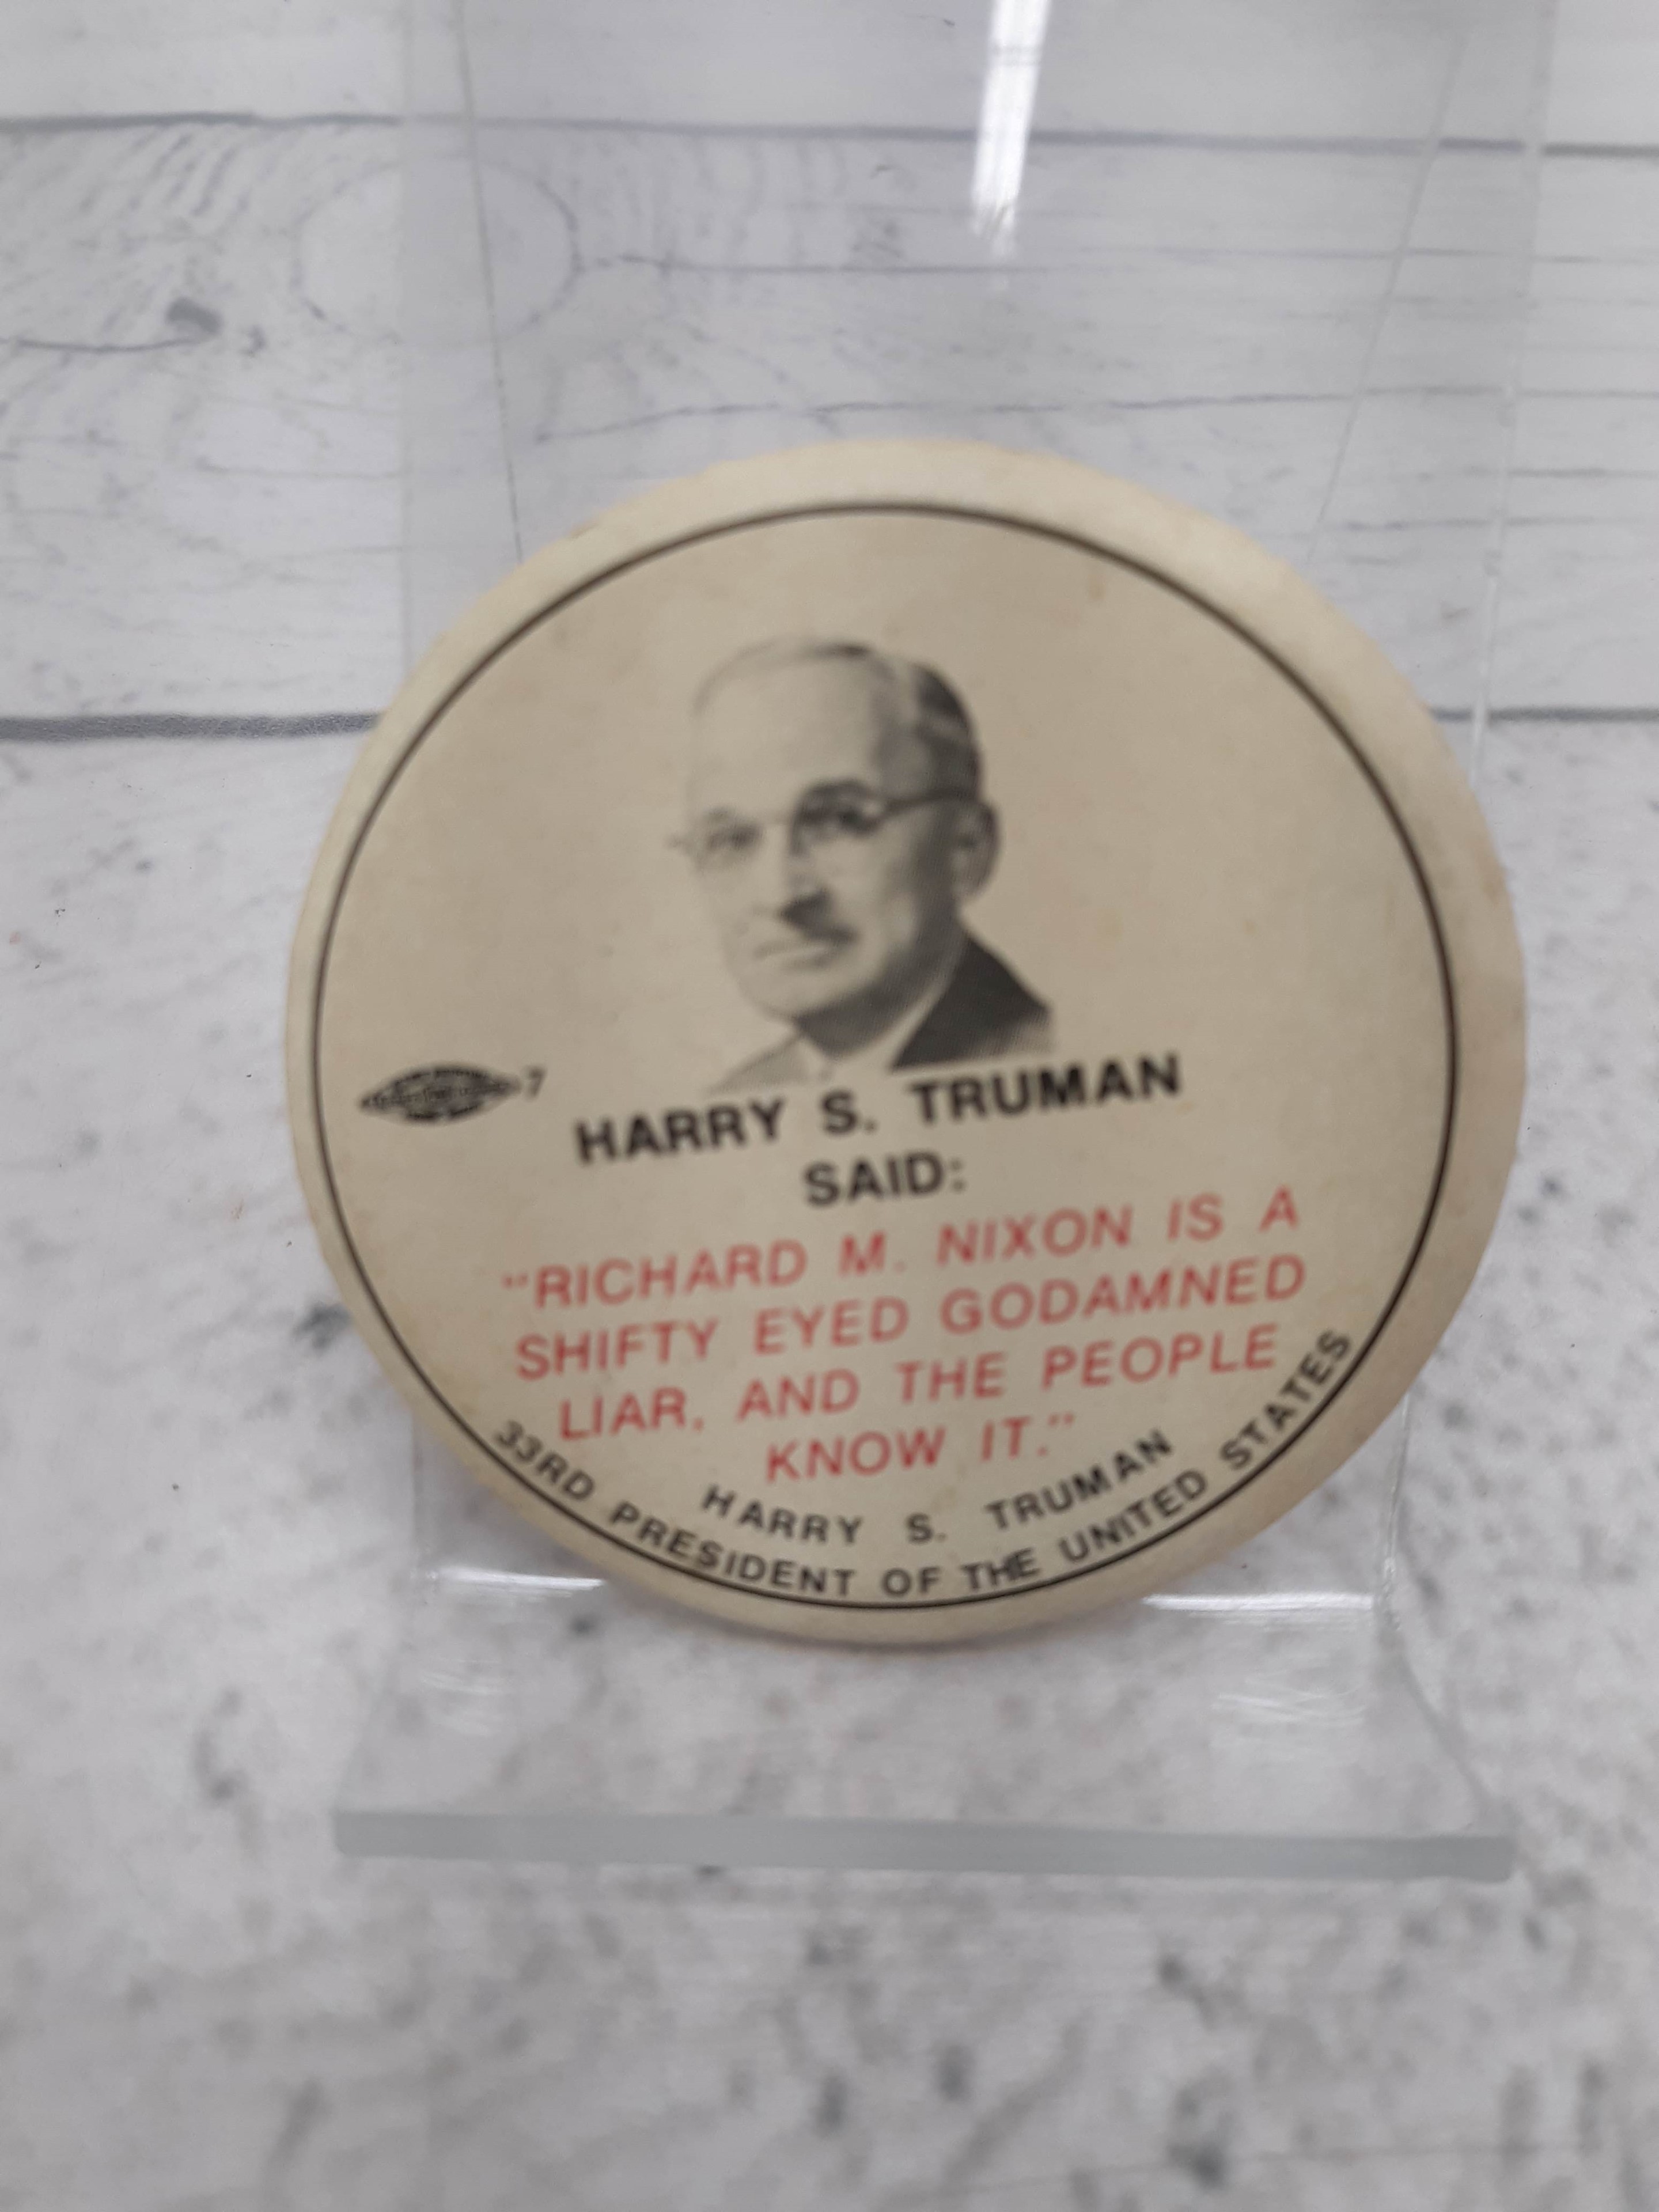 7
HARRY S. TRUMAN
SAID:
"RICHARD M. NIXON IS A
SHIFTY EYED GODAMNED
LIAR, AND THE PEOPLE
KNOW IT."
HARRY S. TRUMAN
33RD PRESIDENT OF THE UNITED STATES